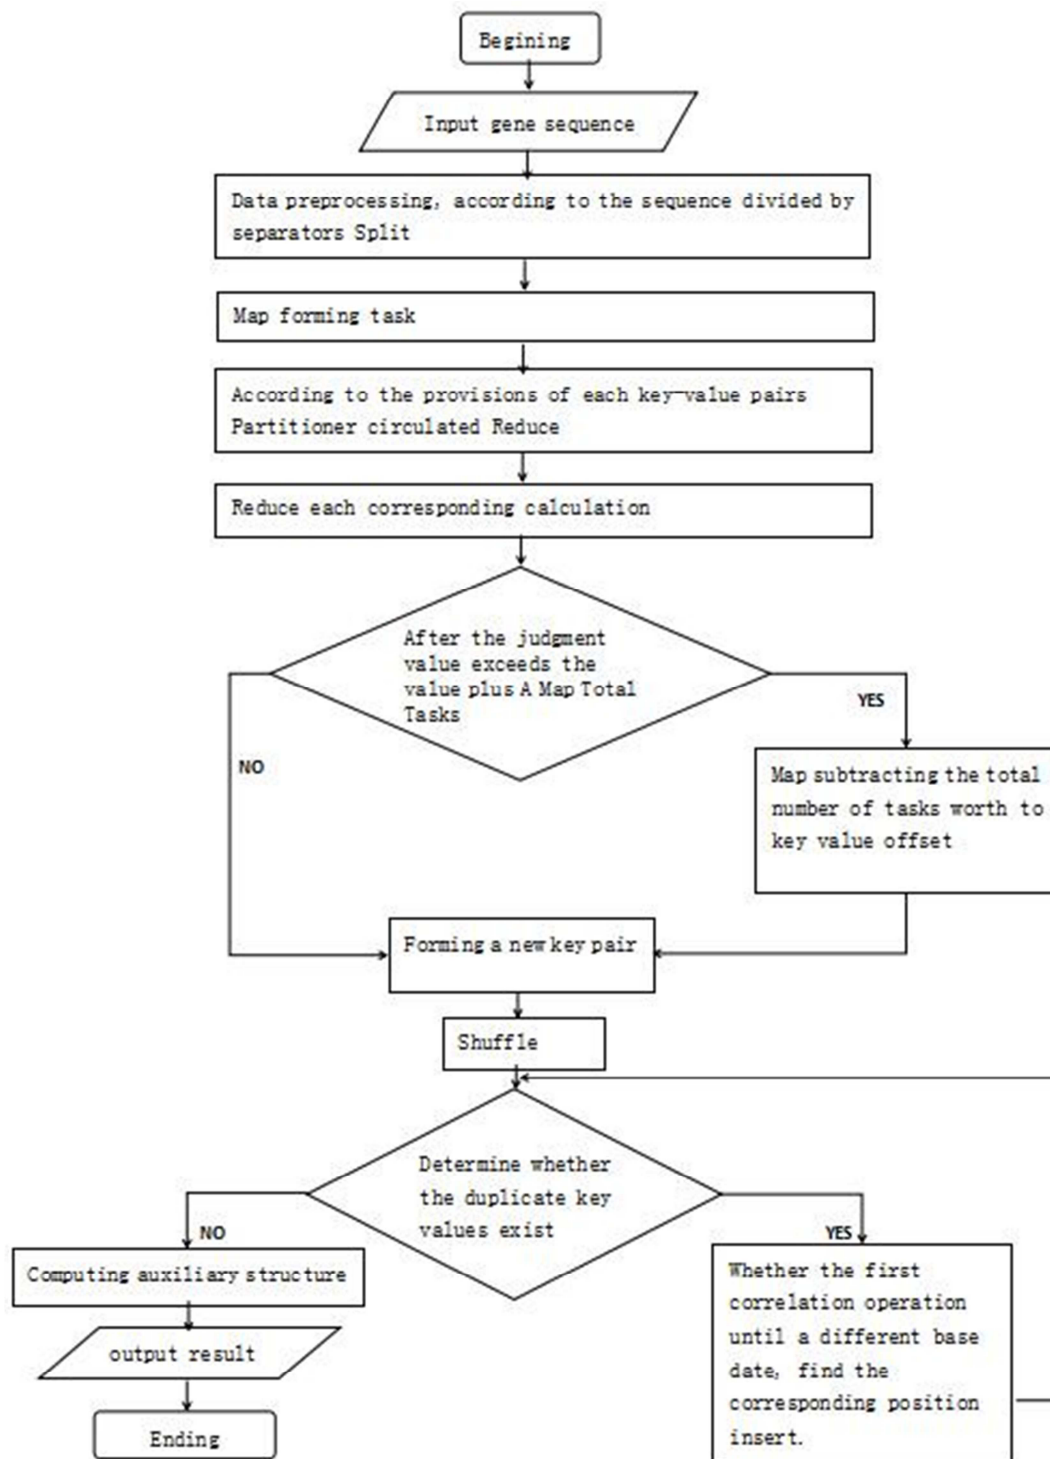 Begining
Input gene sequence
Data preprocessing, according to the sequence divided by
separators Split
Map forming task
According to the provisions of each key-value pairs
Partitioner circulated Reduce
Reduce each corresponding calculation
After the judgment
value exceeds the
value plus A Map Total
Tasks
YES
NO
Map subtracting the total
number of tasks worth to
key value offset
Forming a new key pair
Shuffle
Determine whether
the duplicate key
values exist
NO
YES
Computing auxiliary structure
Whether the first
correlation operation
until a different base
date, find the
corresponding position
insert.
output result
Ending